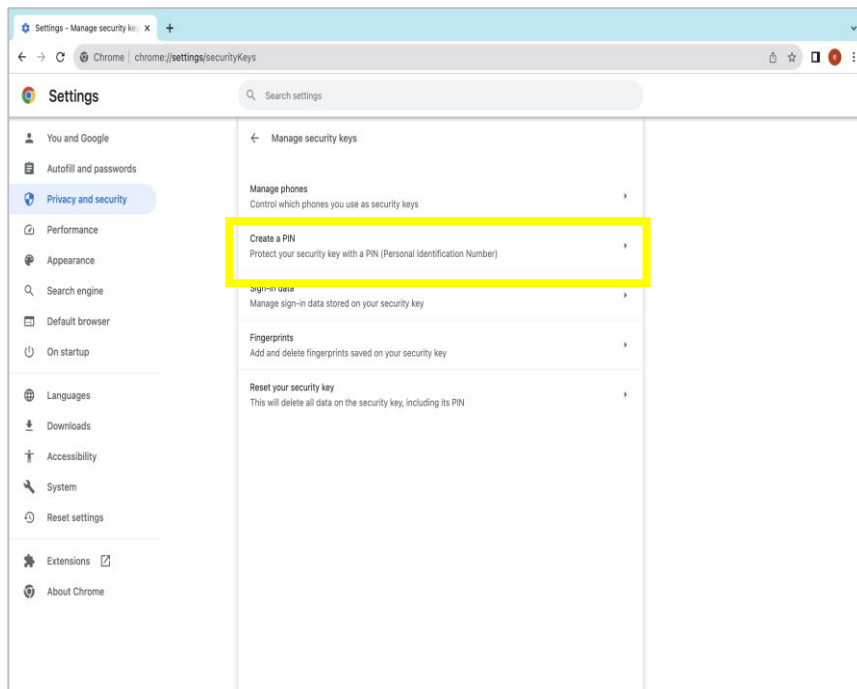 Settings - Manage security key
Chrome chrome://settings/securityKeys
e
Settings
Search settings
You and Google
Autofill and passwords
Privacy and security
Performance
Appearance
Search engine
Default browser
On startup
Languages
Downloads
Accessibility
System
Reset settings
Extensions
About Chrome
Manage security keys
Manage phones
Control which phones you use as security keys
Create a PIN
Protect your security key with a PIN (Personal Identification Number)
Sign-in data
Manage sign-in data stored on your security key
Fingerprints
Add and delete fingerprints saved on your security key
Reset your security key
This will delete all data on the security key, including its PIN